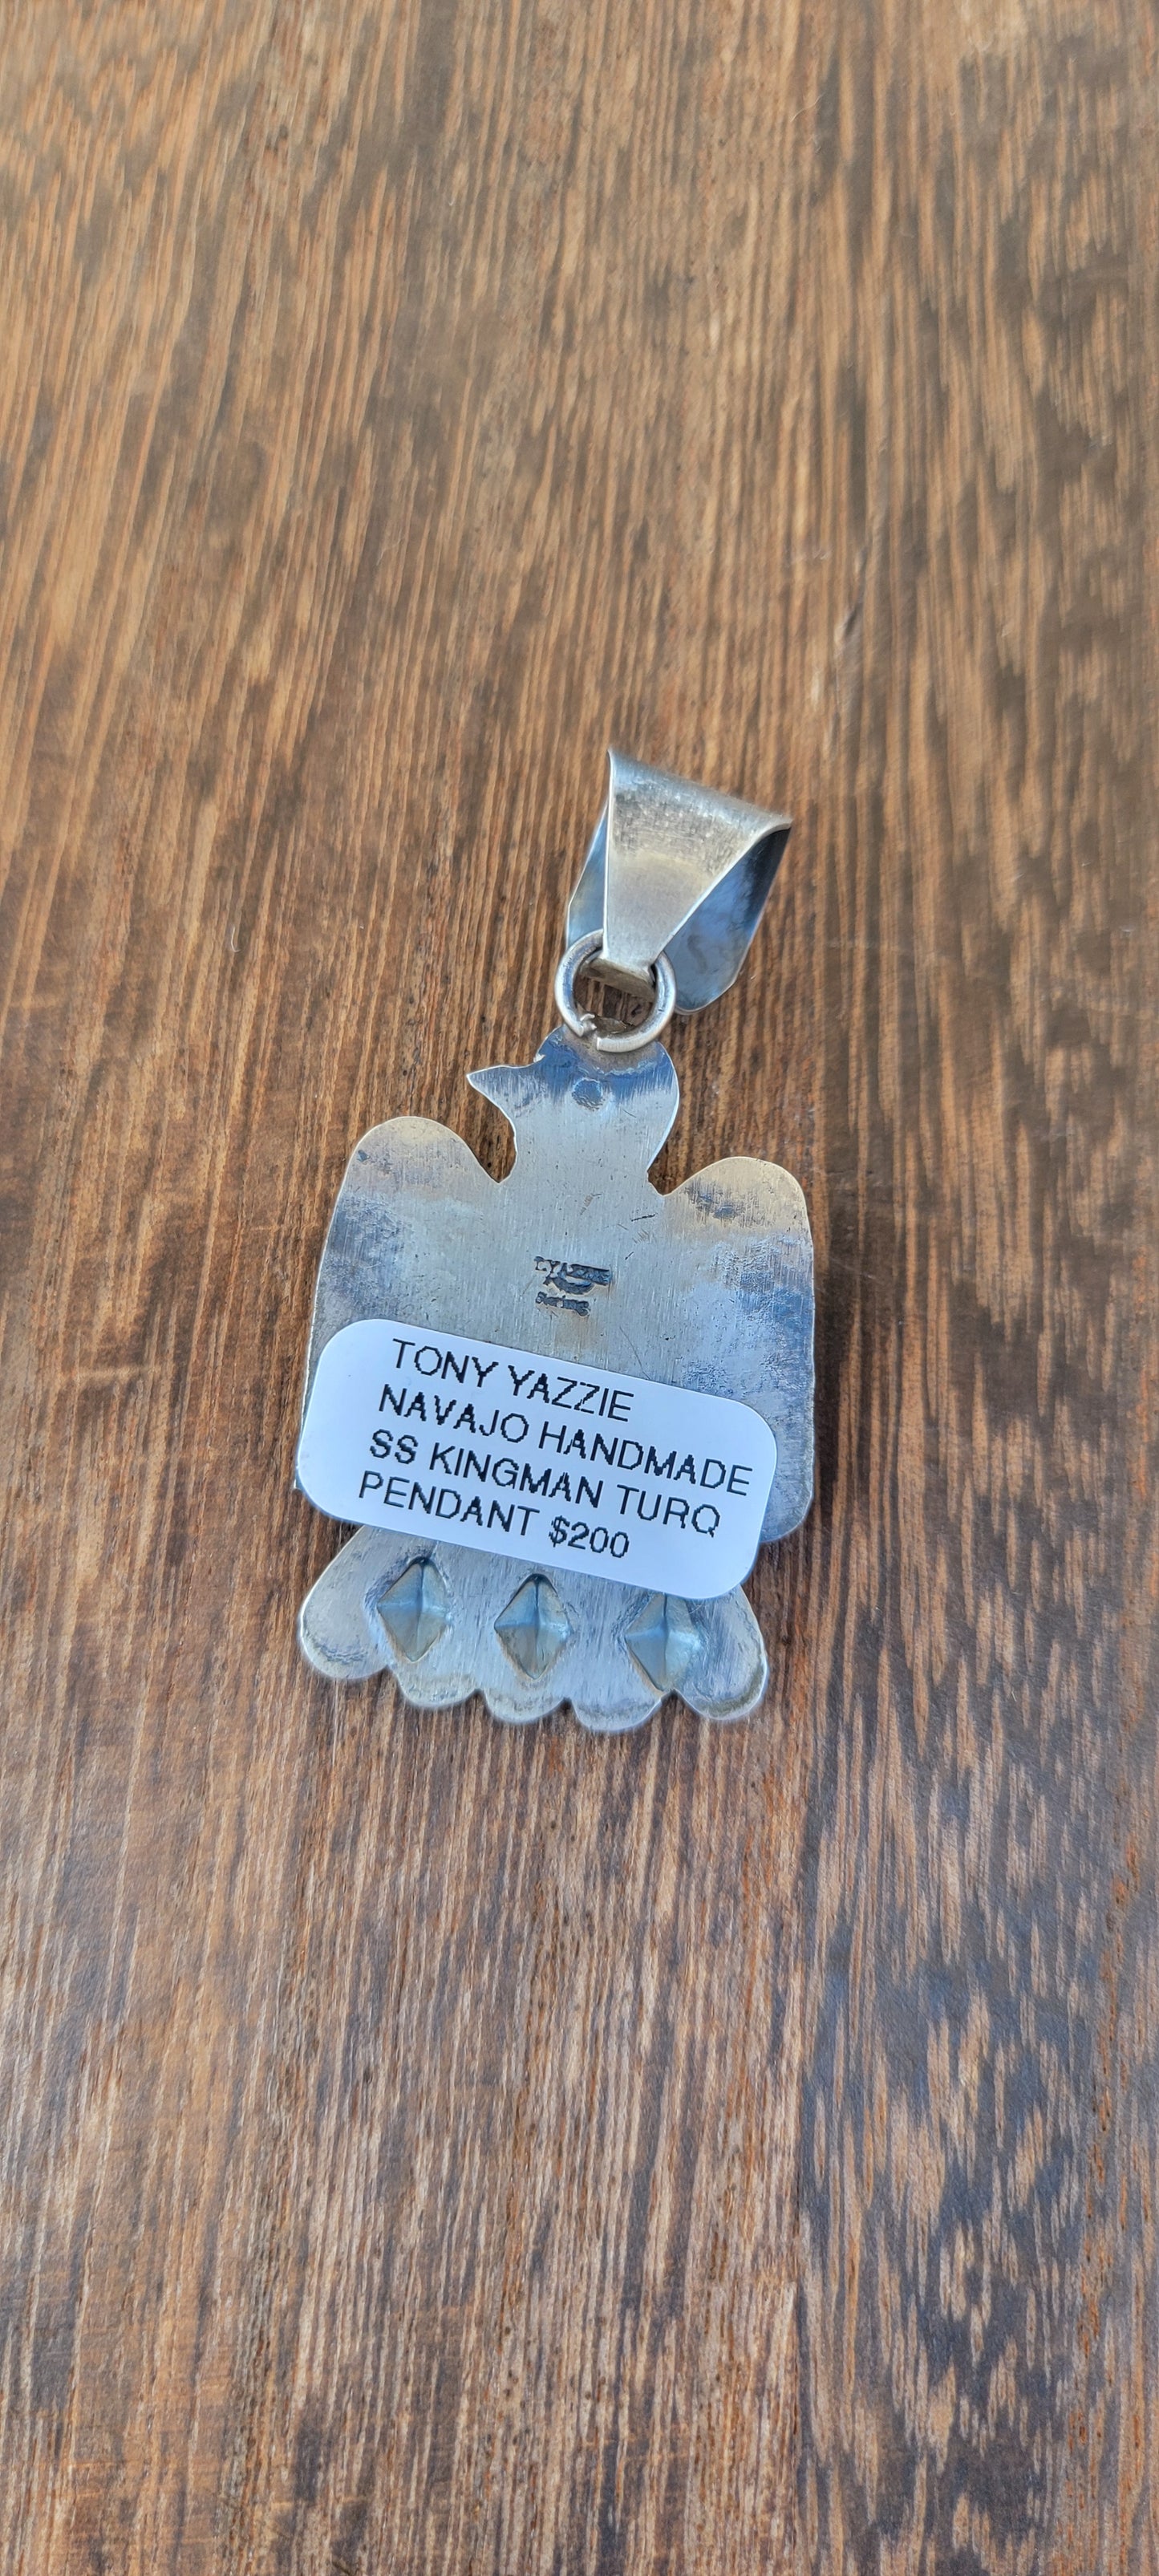 T.YAZZIE
Sterling
TONY YAZZIE
NAVAJO HANDMADE
SS KINGMAN TURQ
PENDANT $200